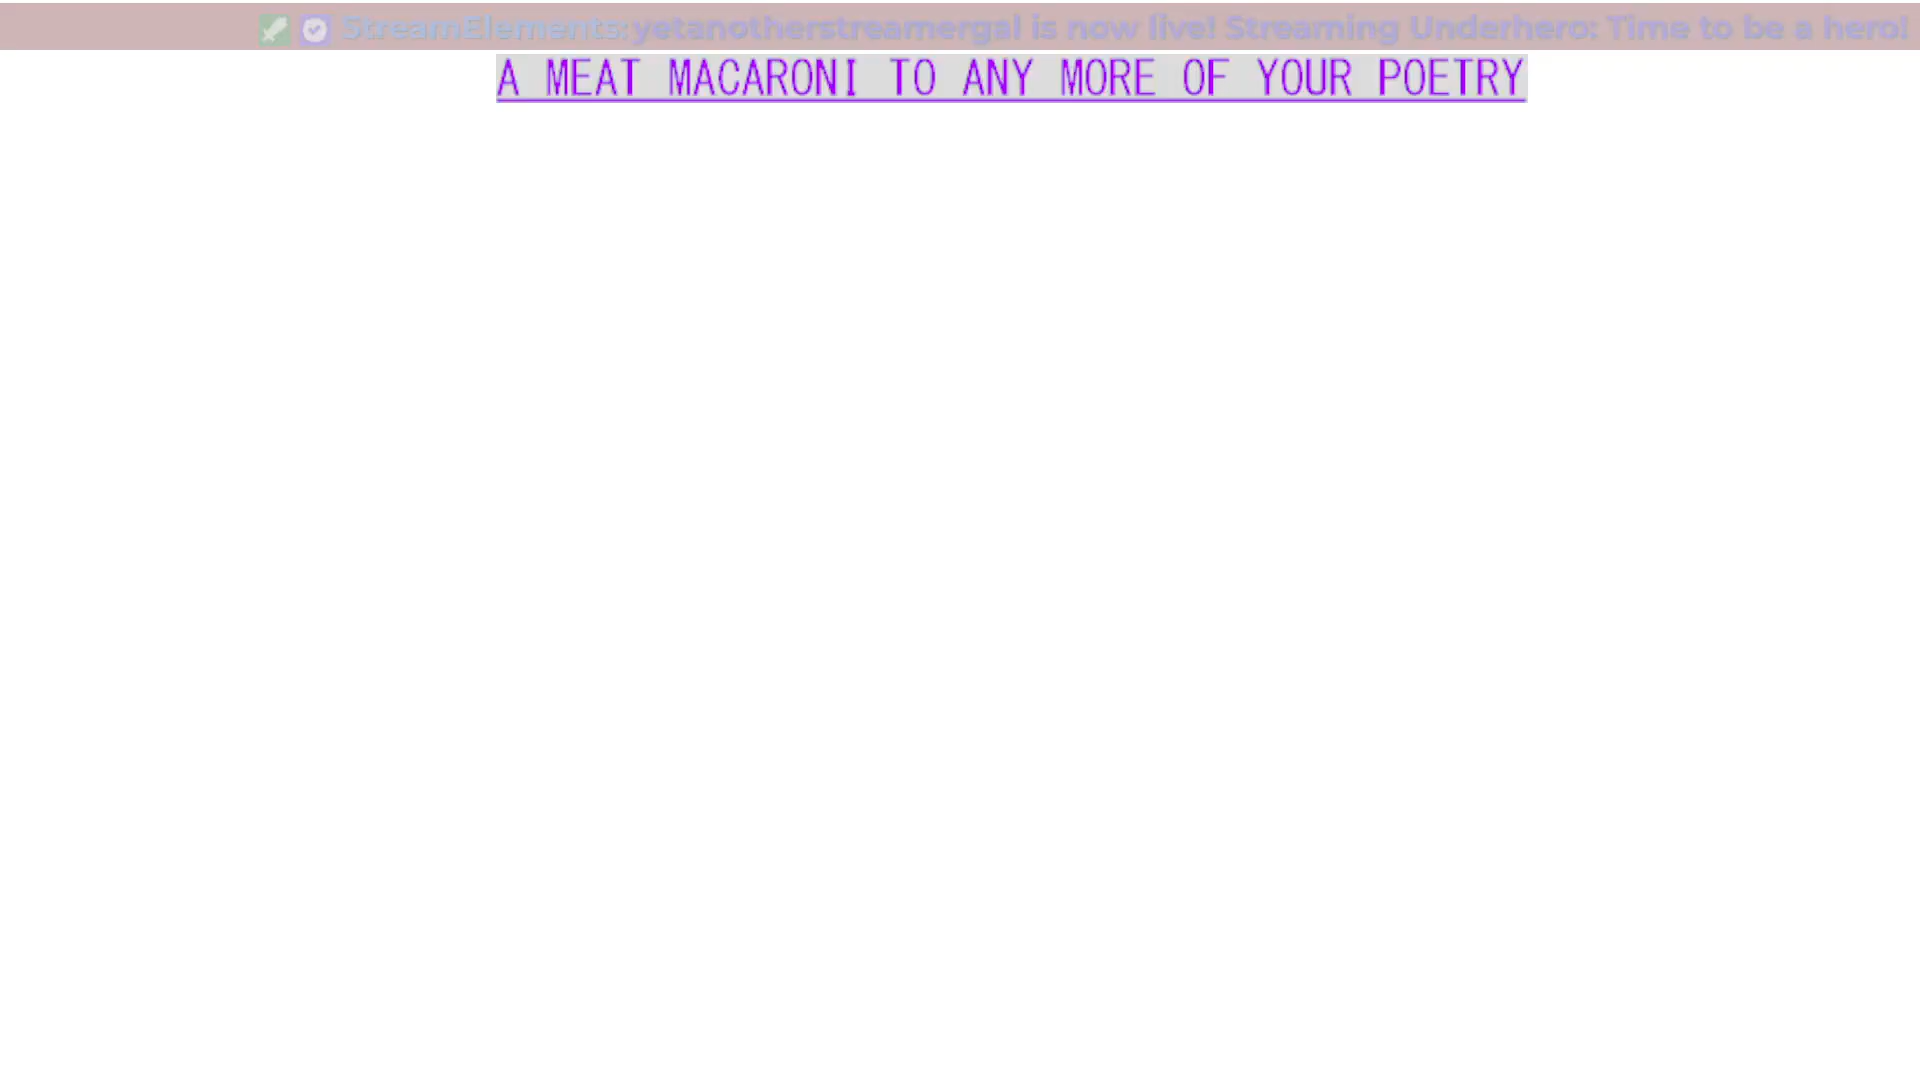 StreamElements: yetanotherstreamergal is now live! Streaming Underhero: Time to be a hero!
A MEAT MACARONI TO ANY MORE OF YOUR POETRY